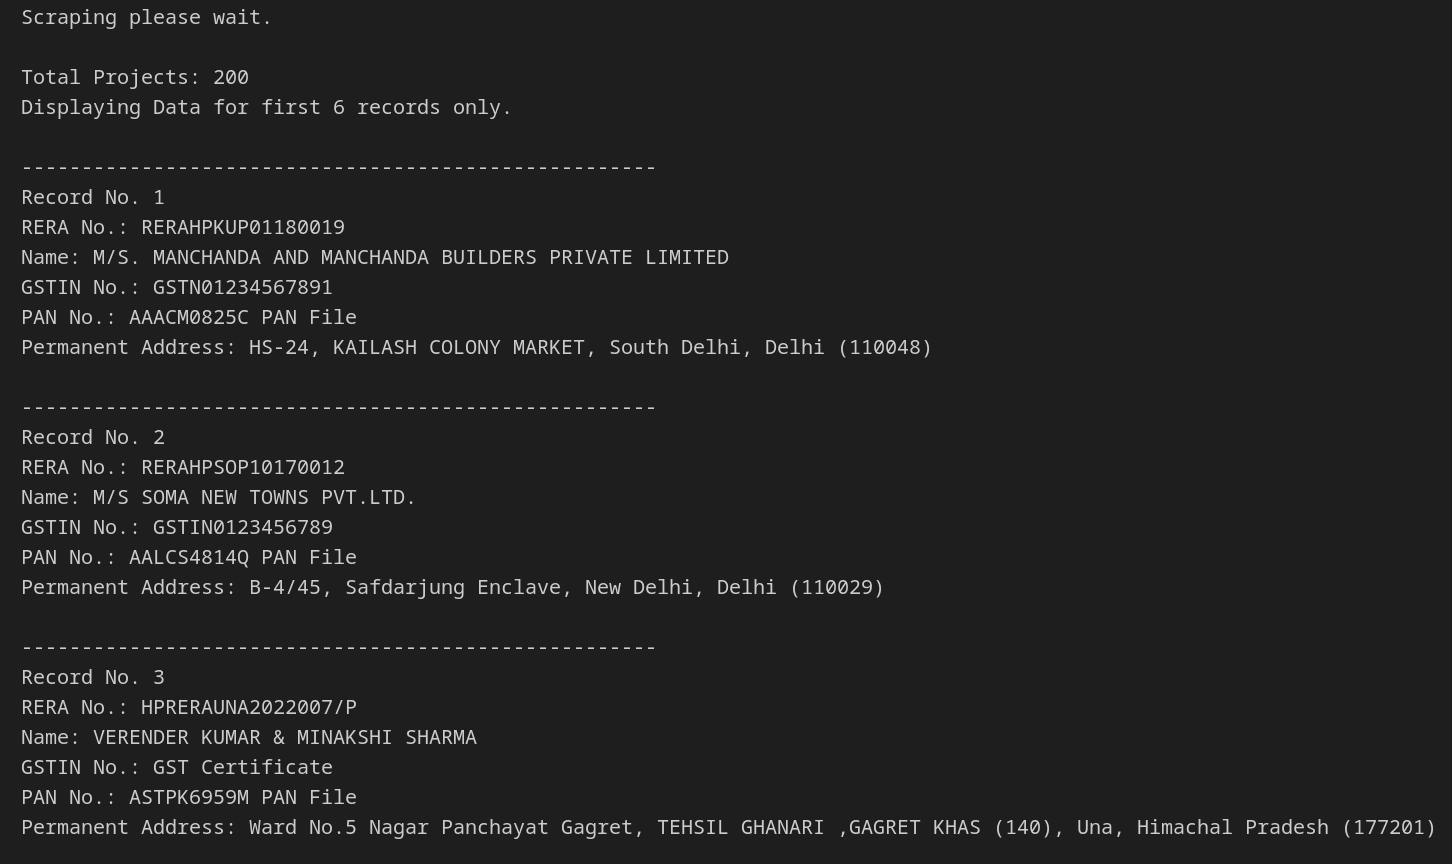 Scraping please wait.
Total Projects: 200
Displaying Data for first 6 records only.
-----------------------------------------------------
Record No. 1
RERA No.: RERAHPKUP01180019
Name: M/S. MANCHANDA AND MANCHANDA BUILDERS PRIVATE LIMITED
GSTIN No.: GSTN01234567891
PAN No.: AAACM0825C PAN File
Permanent Address: HS-24, KAILASH COLONY MARKET, South Delhi, Delhi (110048)
-----------------------------------------------------
Record No. 2
RERA No.: RERAHPSOP10170012
Name: M/S SOMA NEW TOWNS PVT.LTD.
GSTIN No.: GSTIN0123456789
PAN No.: AALCS4814Q PAN File
Permanent Address: B-4/45, Safdarjung Enclave, New Delhi, Delhi (110029)
-----------------------------------------------------
Record No. 3
RERA No.: HPRERAUNA2022007/P
Name: VERENDER KUMAR & MINAKSHI SHARMA
GSTIN No.: GST Certificate
PAN No.: ASTPK6959M PAN File
Permanent Address: Ward No.5 Nagar Panchayat Gagret, TEHSIL GHANARI ,GAGRET KHAS (140), Una, Himachal Pradesh (177201)